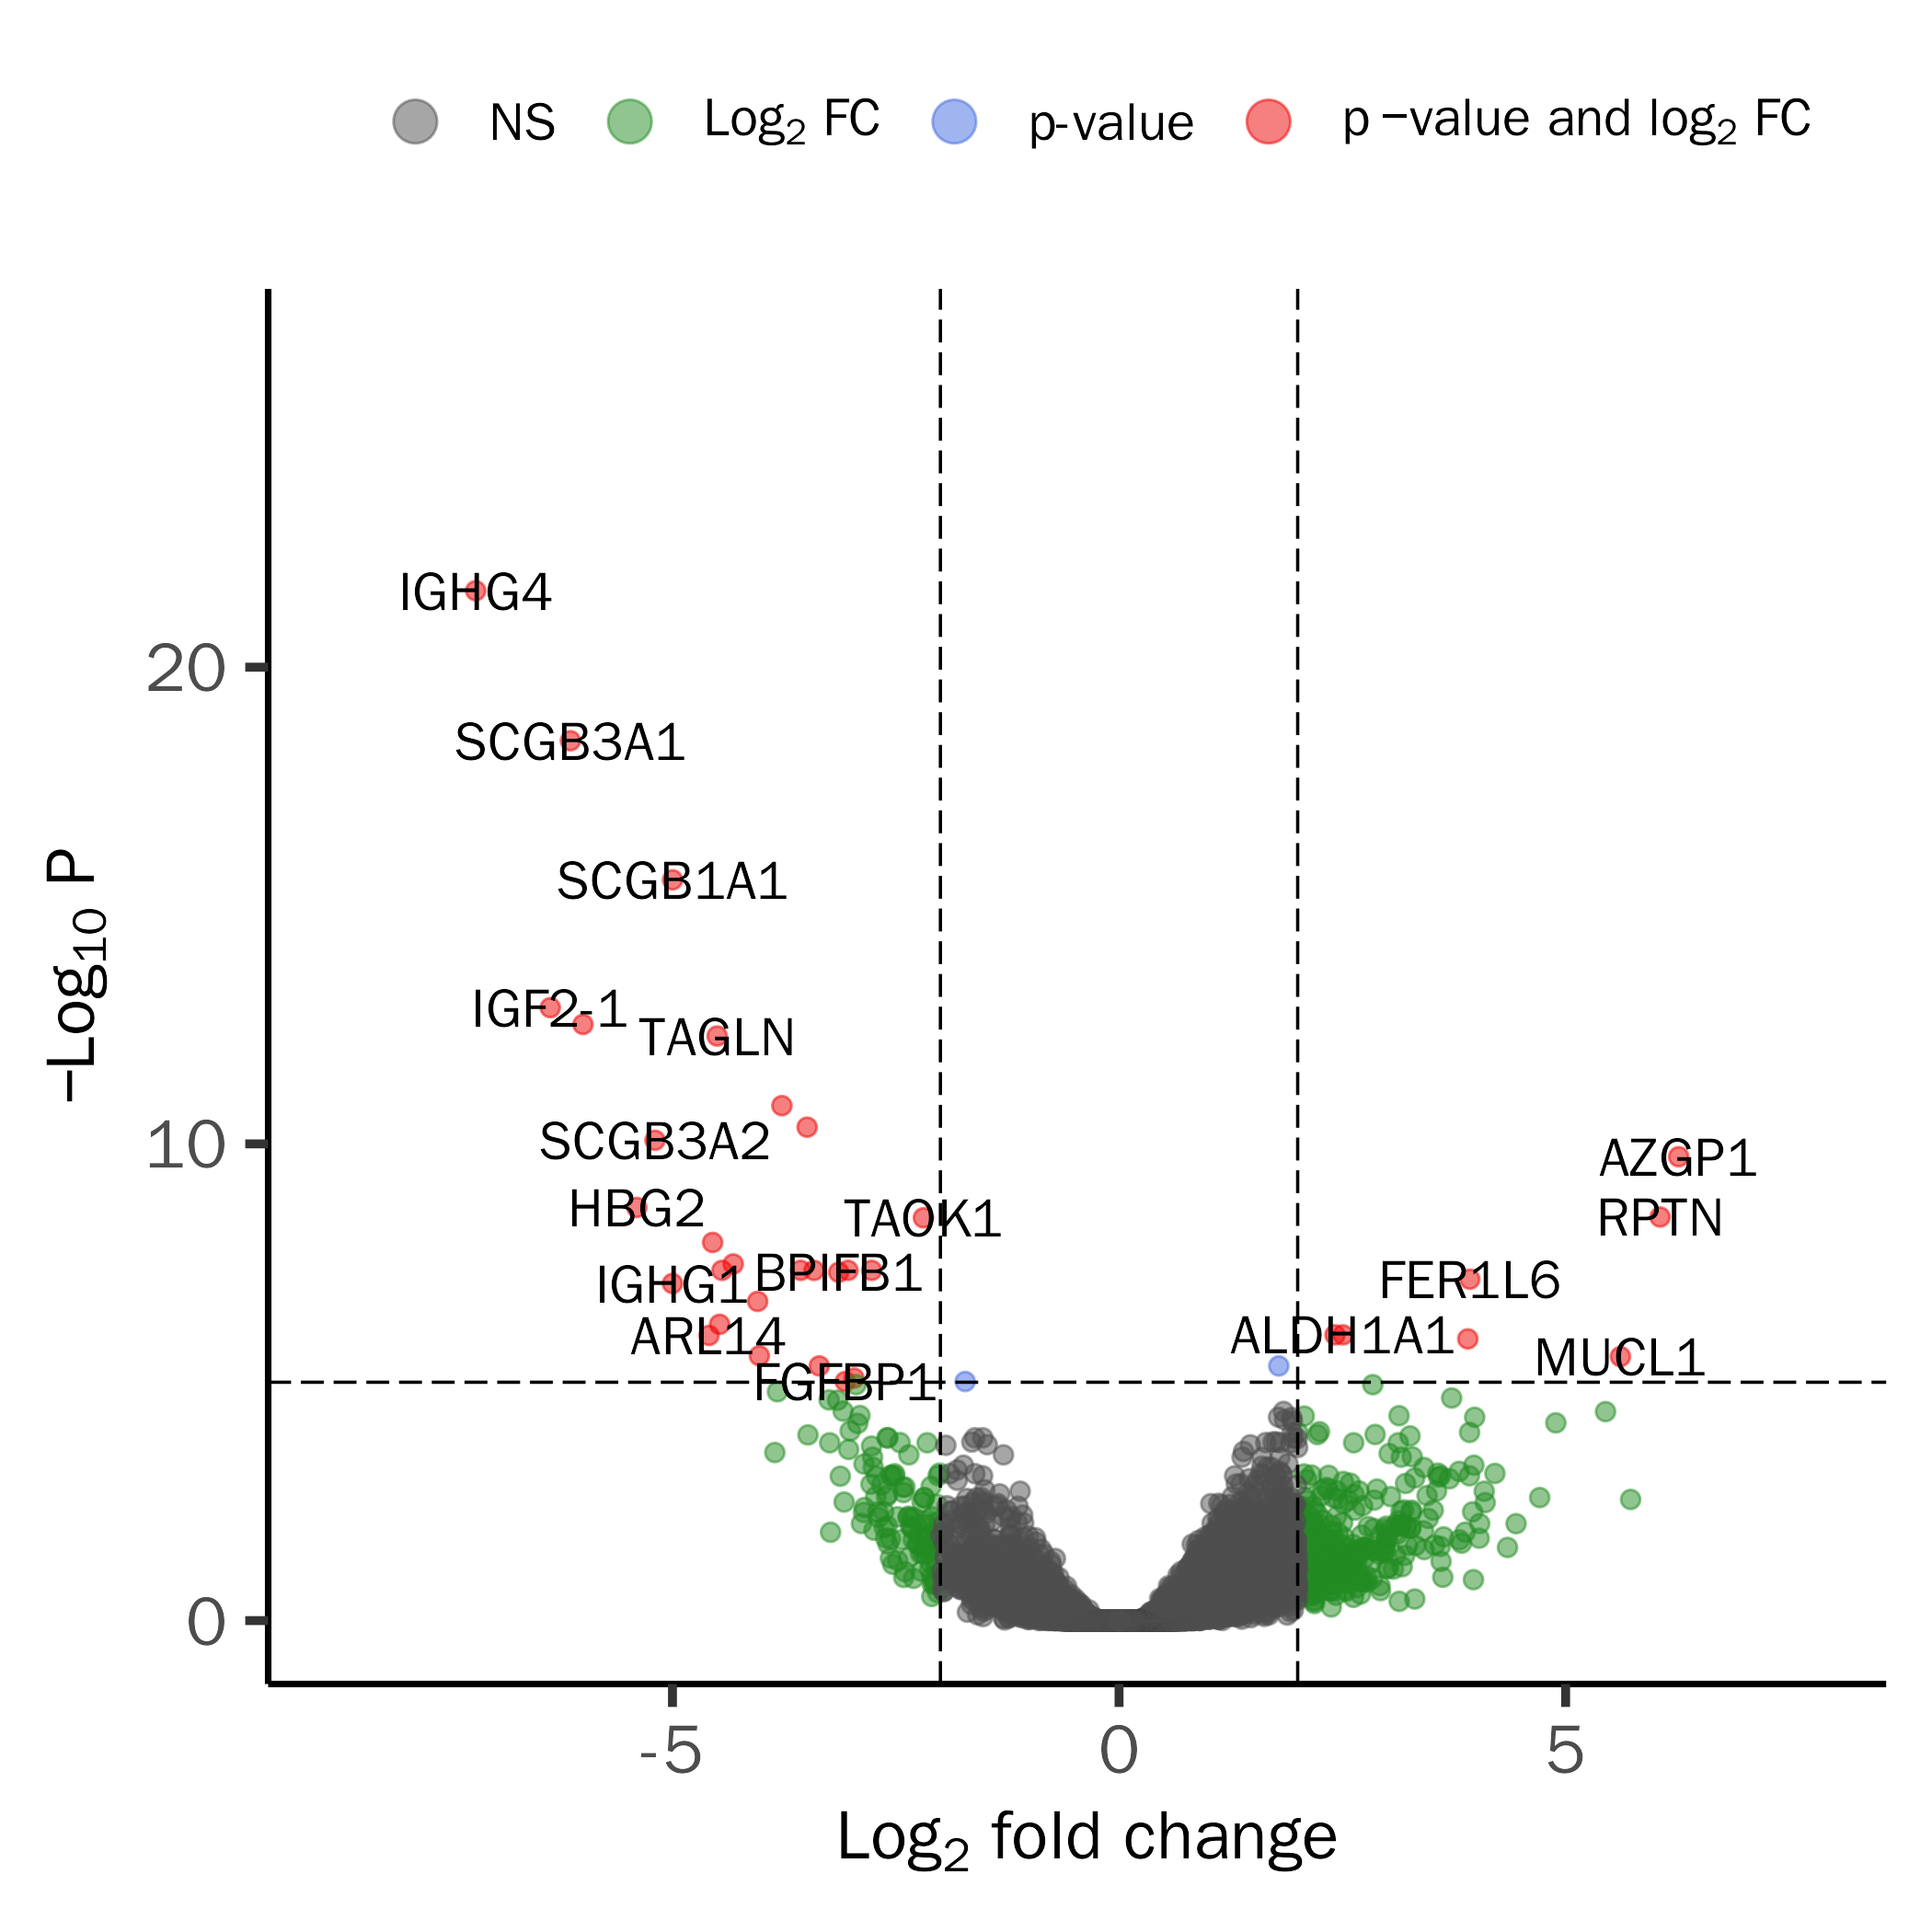 NS Log2 FC p-value p −value and log2 FC
IGHG4
20
SCGB3A1
SCGB1A1
IGF2-1
TAGLN
SCGB3A2
10
AZGP1
HBG2
TAOK1
RPTN
BPIFB1
IGHG1
FER1L6
ARL14
ALDH1A1
MUCL1
FGFBP1
0
−Log10 P
-5 0 5
Log2 fold change